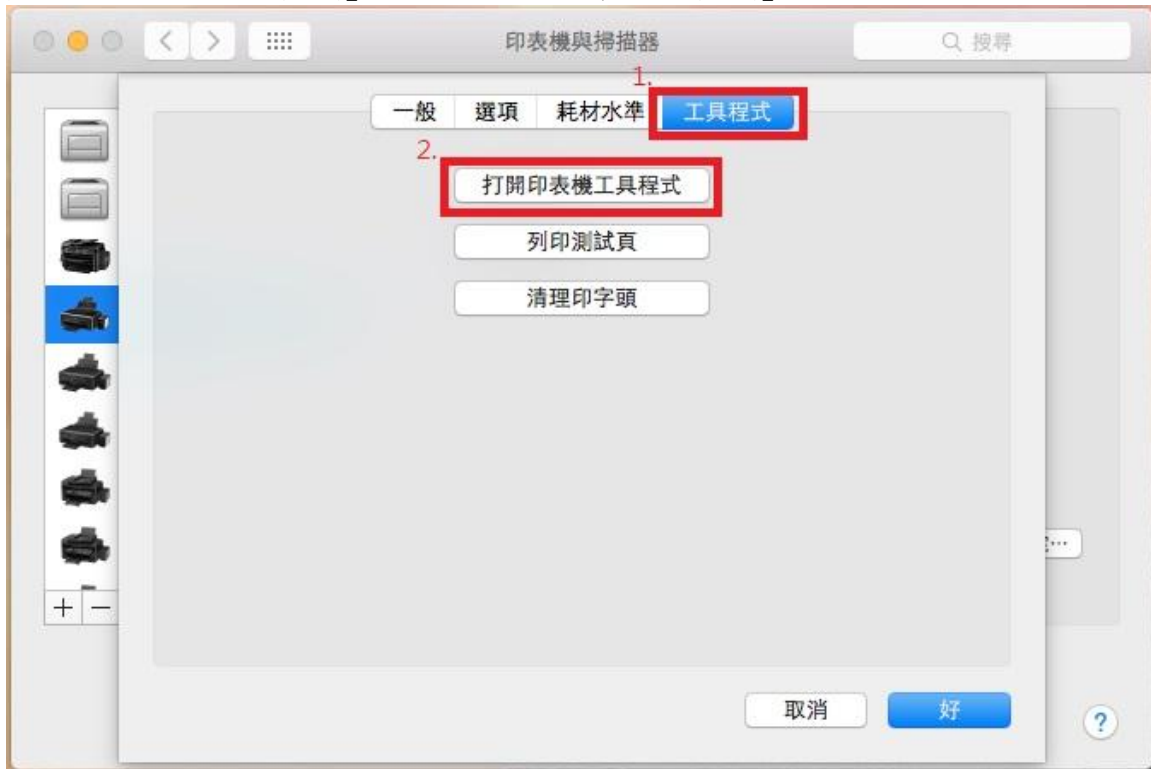 印表機與掃描器
搜尋
1.
一般 選項 耗材水準 工具程式
2.
打開印表機工具程式
列印測試頁
清理印字頭
+ −
取消 好 ?